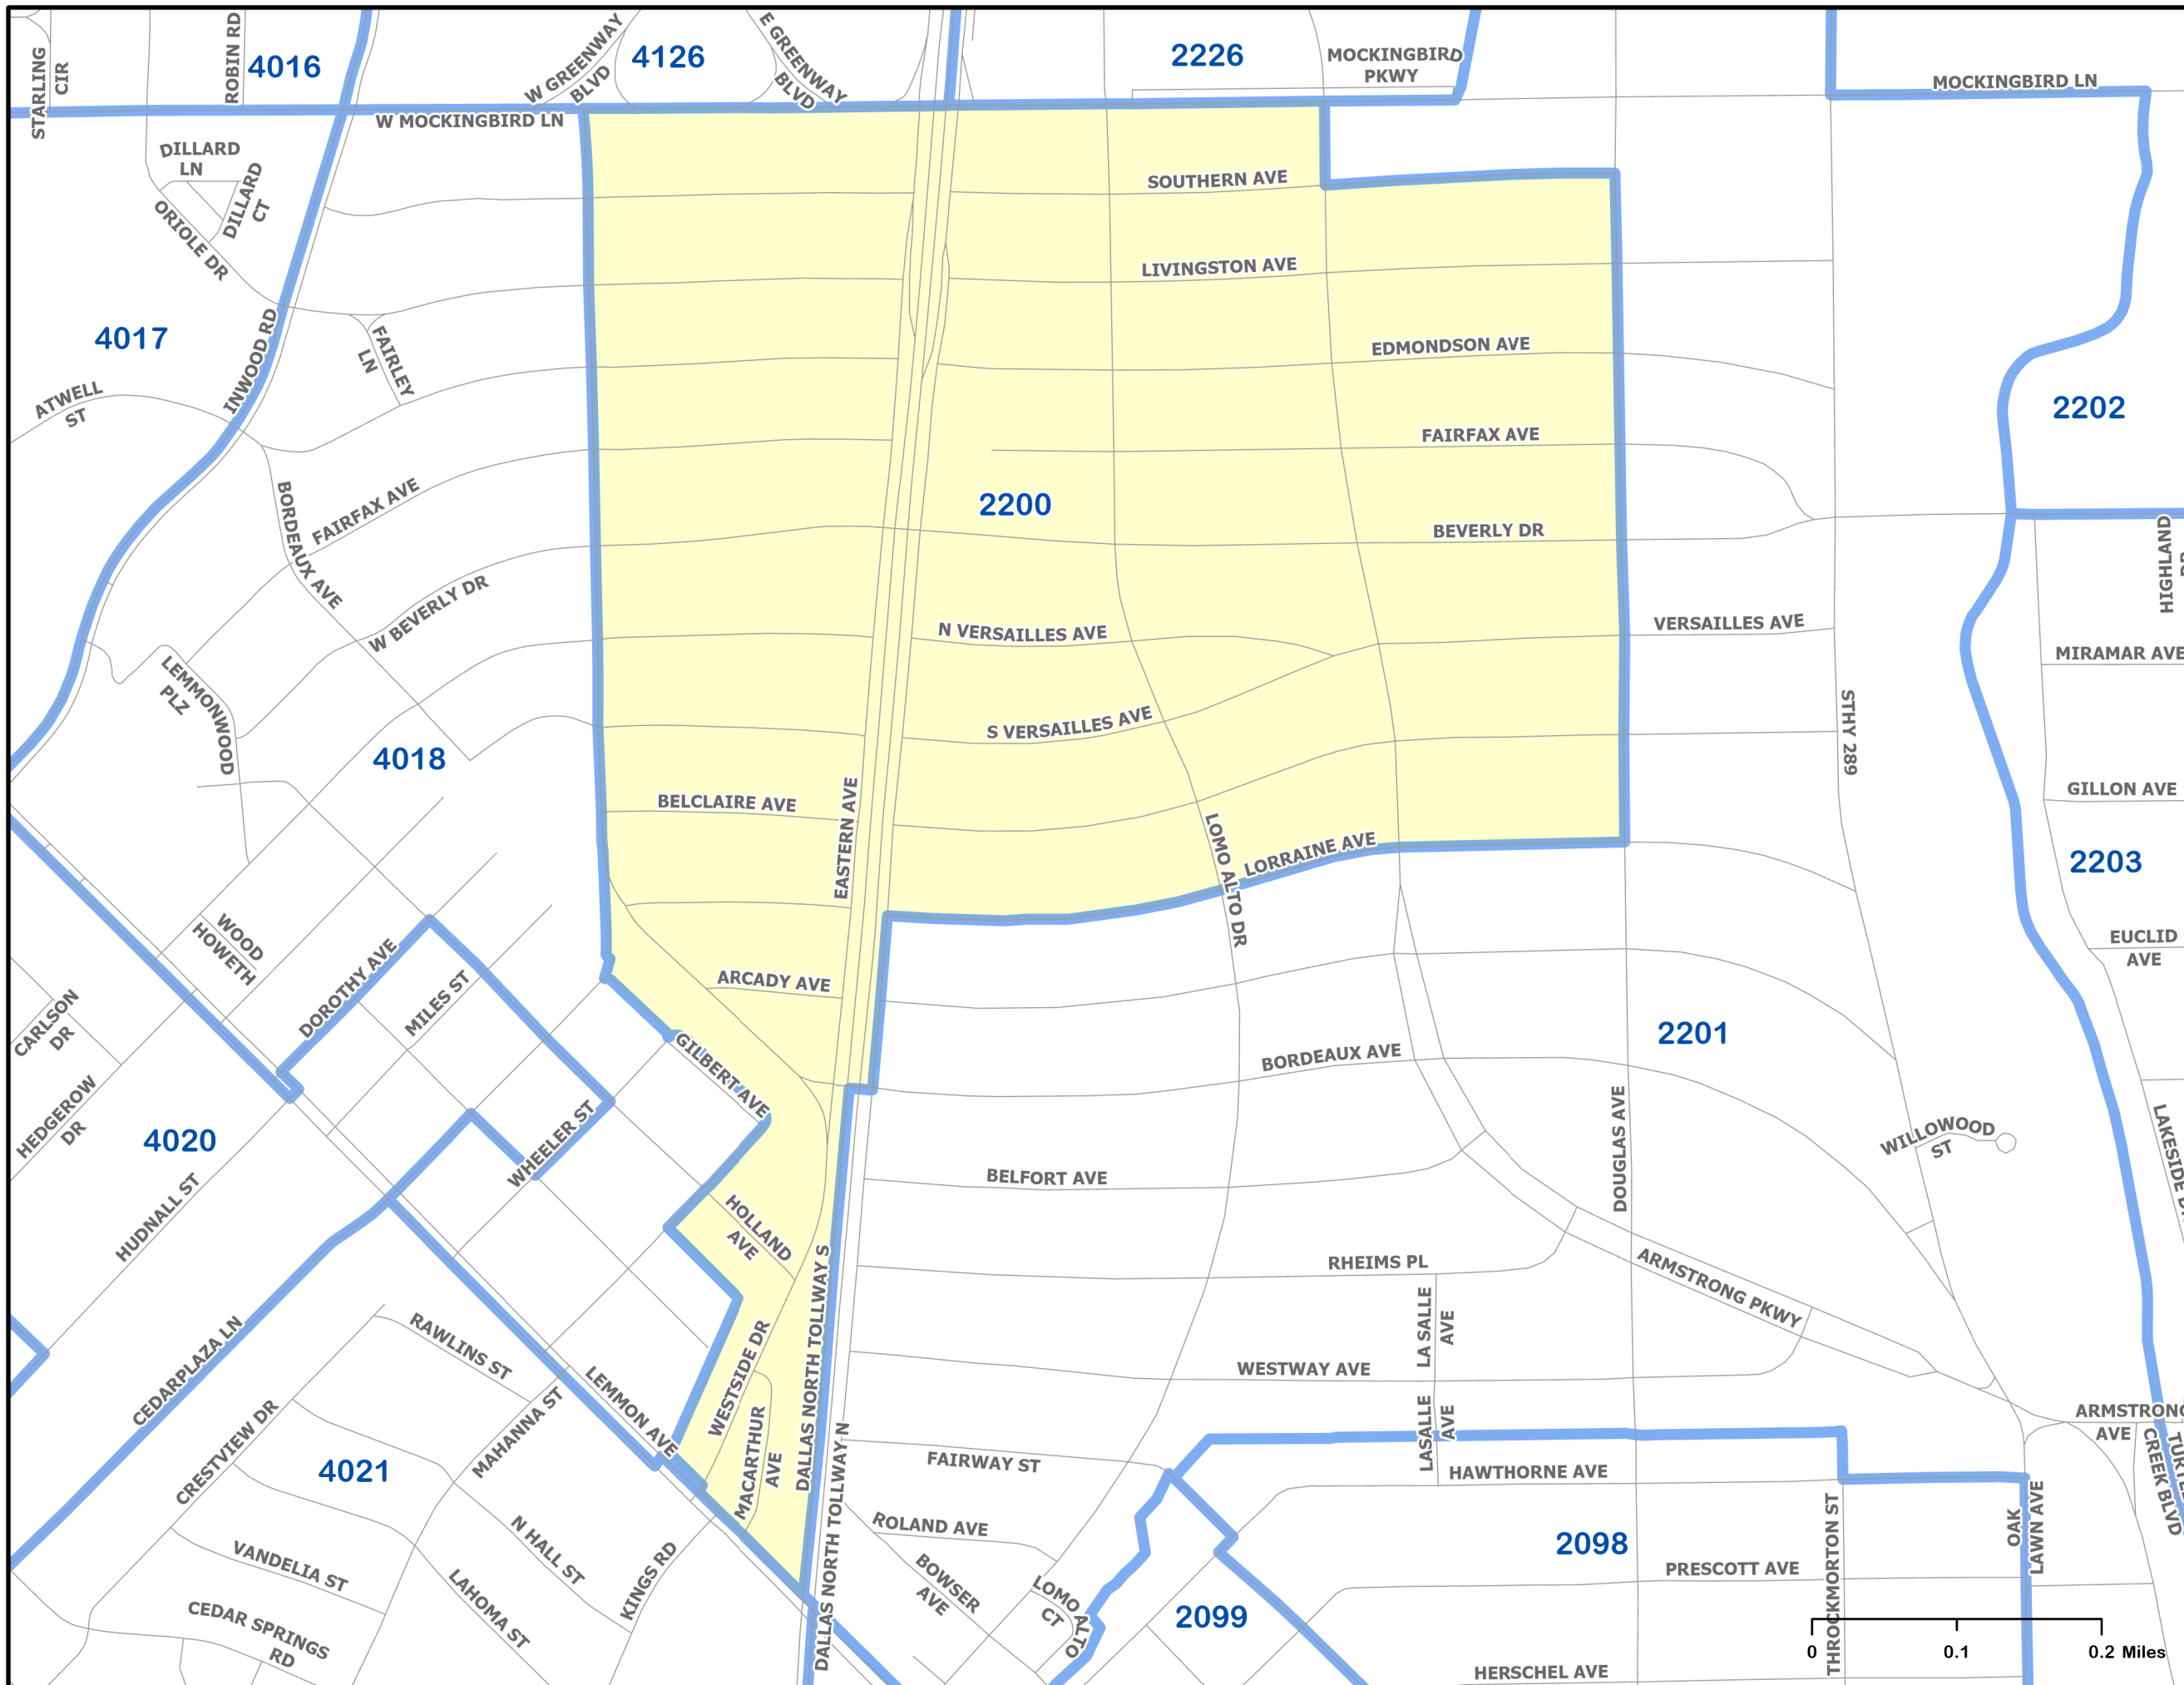 STARLING
CIR
ROBIN RD
4016
W GREENWAY
BLVD
4126
E GREENWAY
BLVD
2226
MOCKINGBIRD
PKWY
MOCKINGBIRD LN
W MOCKINGBIRD LN
DILLARD
LN
DILLARD
CT
ORIOLE DR
SOUTHERN AVE
LIVINGSTON AVE
4017
INWOOD RD
FAIRLEY
LN
EDMONDSON AVE
ATWELL
ST
2202
FAIRFAX AVE
BORDEAUX AVE
FAIRFAX AVE
2200
BEVERLY DR
HIGHLAND
W BEVERLY DR
N VERSAILLES AVE
VERSAILLES AVE
MIRAMAR AVE
LEMMONWOOD
PLZ
S VERSAILLES AVE
STHY 289
4018
BELCLAIRE AVE
EASTERN AVE
LOMO ALTO DR
LORRAINE AVE
GILLON AVE
2203
WOOD
HOWETH
EUCLID
AVE
DOROTHY AVE
MILES ST
ARCADY AVE
CARLSON
DR
GILBERT AVE
BORDEAUX AVE
2201
HEDGEROW
DR
4020
WHEELER ST
DOUGLAS AVE
WILLOWOOD
ST
LAKESIDE DR
HUDNALL ST
HOLLAND
AVE
BELFORT AVE
RHEIMS PL
ARMSTRONG PKWY
CEDARPLAZA LN
RAWLINS ST
LEMMON AVE
WESTSIDE DR
MACARTHUR
AVE
DALLAS NORTH TOLLWAY S
DALLAS NORTH TOLLWAY N
LA SALLE
AVE
WESTWAY AVE
CRESTVIEW DR
MAHANNA ST
LASALLE
AVE
ARMSTRONG
AVE
CREEK BLVD
4021
FAIRWAY ST
HAWTHORNE AVE
VANDELIA ST
N HALL ST
ROLAND AVE
2098
THROCKMORTON ST
OAK
LAWN AVE
LAHOMA ST
KINGS RD
BOWSER
AVE
LOMO ALTO
CT
PRESCOTT AVE
CEDAR SPRINGS
RD
2099
HERSCHEL AVE
0
0.1
0.2 Miles